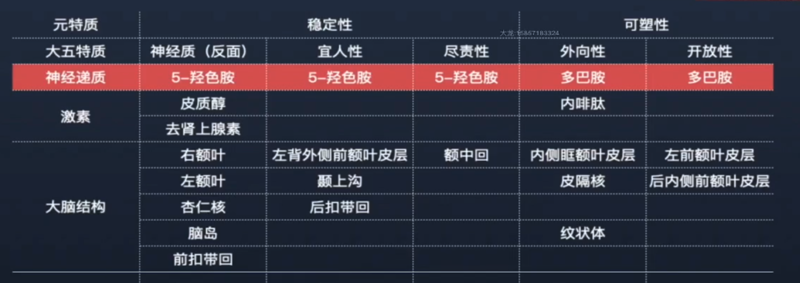 元特质 稳定性 可塑性
大五特质 神经质（反面） 宜人性 尽责性 外向性 开放性
神经递质 5-羟色胺 5-羟色胺 5-羟色胺 多巴胺 多巴胺
激素 皮质醇 内啡肽
去肾上腺素
大脑结构 右额叶 左背外侧前额叶皮层 额中回 内侧眶额叶皮层 左前额叶皮层
左额叶 颞上沟 皮隔核 后内侧前额叶皮层
杏仁核 后扣带回
脑岛 纹状体
前扣带回